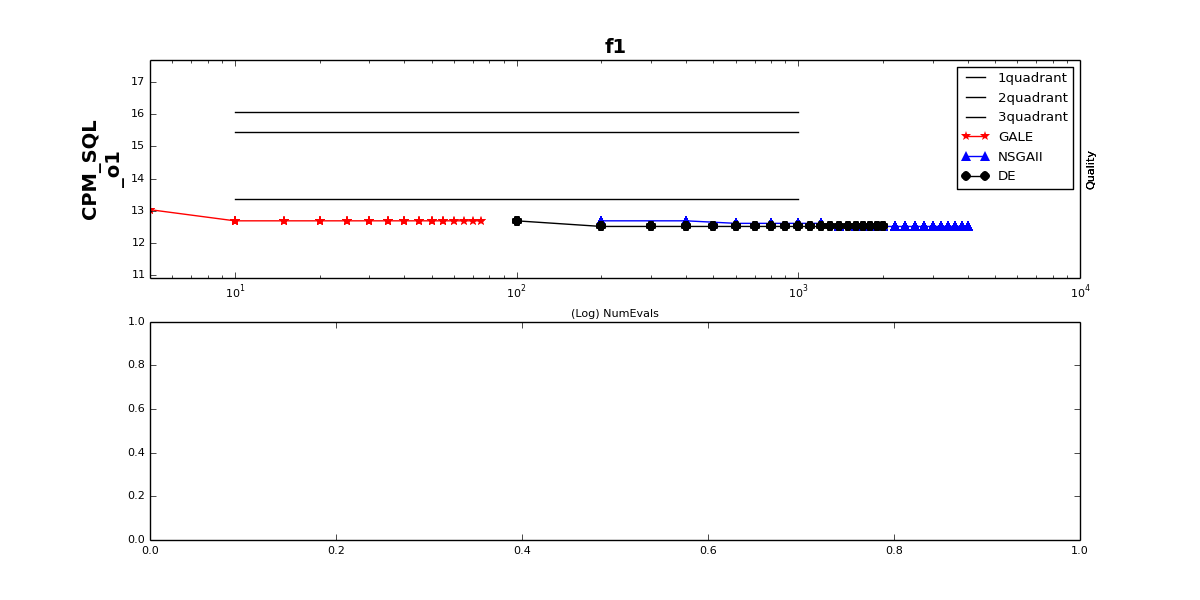 f1
CPM_SQL
_o1
17
16
15
14
13
12
11
10^1
10^2
10^3
10^4
(Log) NumEvals
1quadrant
2quadrant
3quadrant
GALE
NSGAII
DE
Quality
1.0
0.8
0.6
0.4
0.2
0.0
0.0
0.2
0.4
0.6
0.8
1.0